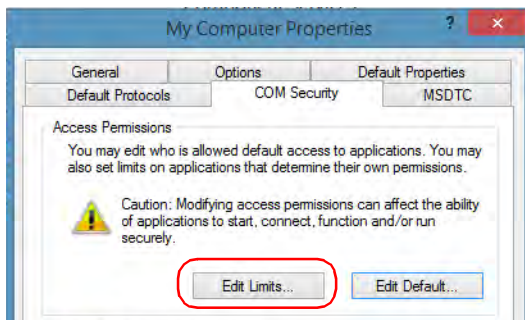 My Computer Properties
?
×
General Options Default Properties
Default Protocols COM Security MSDTC
Access Permissions
You may edit who is allowed default access to applications. You may
also set limits on applications that determine their own permissions.
Caution: Modifying access permissions can affect the ability
of applications to start, connect, function and/or run
securely.
Edit Limits... Edit Default...